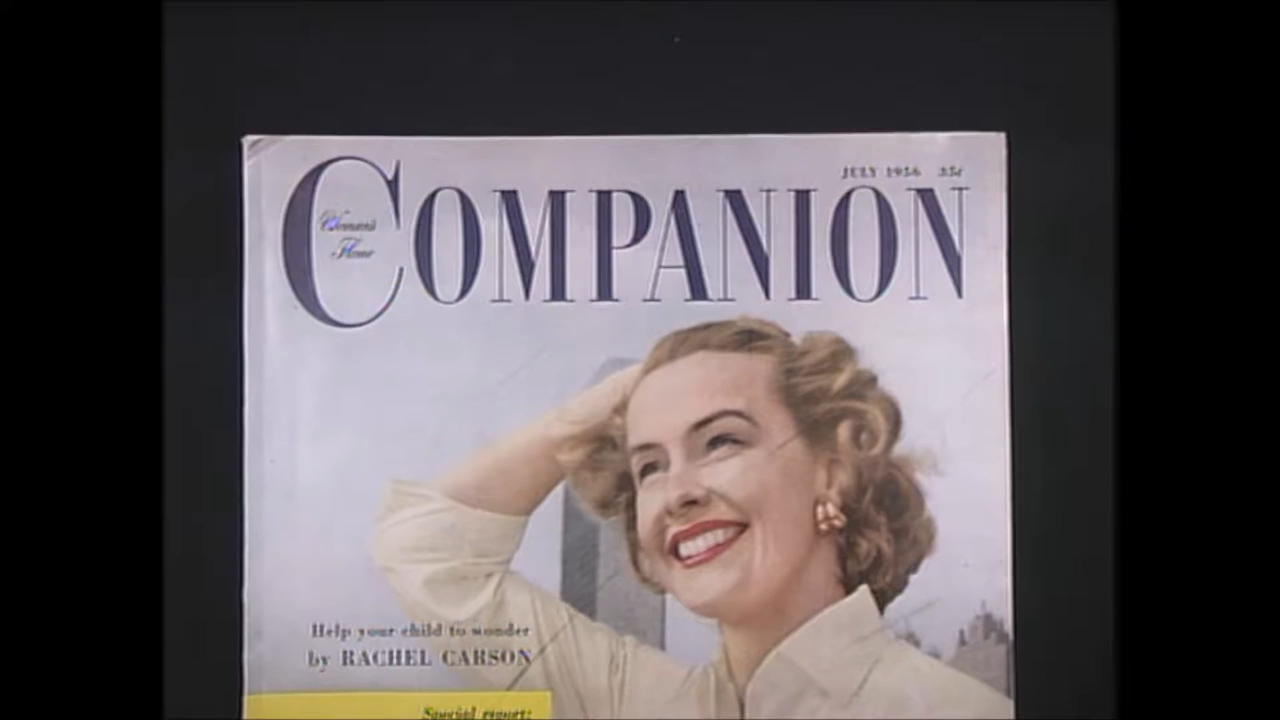 JULY 1956 35¢
COMPANION
Woman's
Home
Help your child to wonder
by RACHEL CARSON
Special report: